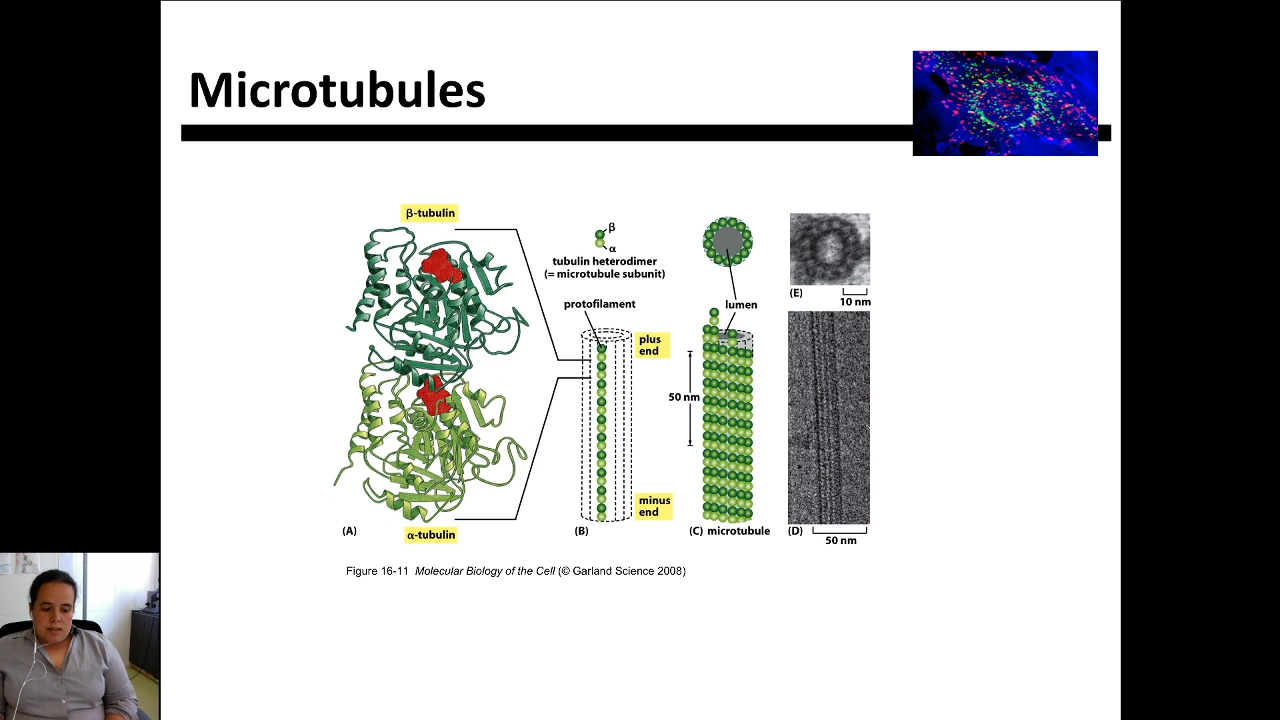 Microtubules
β-tubulin
β
α
tubulin heterodimer
(= microtubule subunit)
protofilament
plus
end
minus
end
lumen
50 nm
(E)
10 nm
(A)
α-tubulin
(B)
(C) microtubule
(D)
50 nm
Figure 16-11 Molecular Biology of the Cell (© Garland Science 2008)